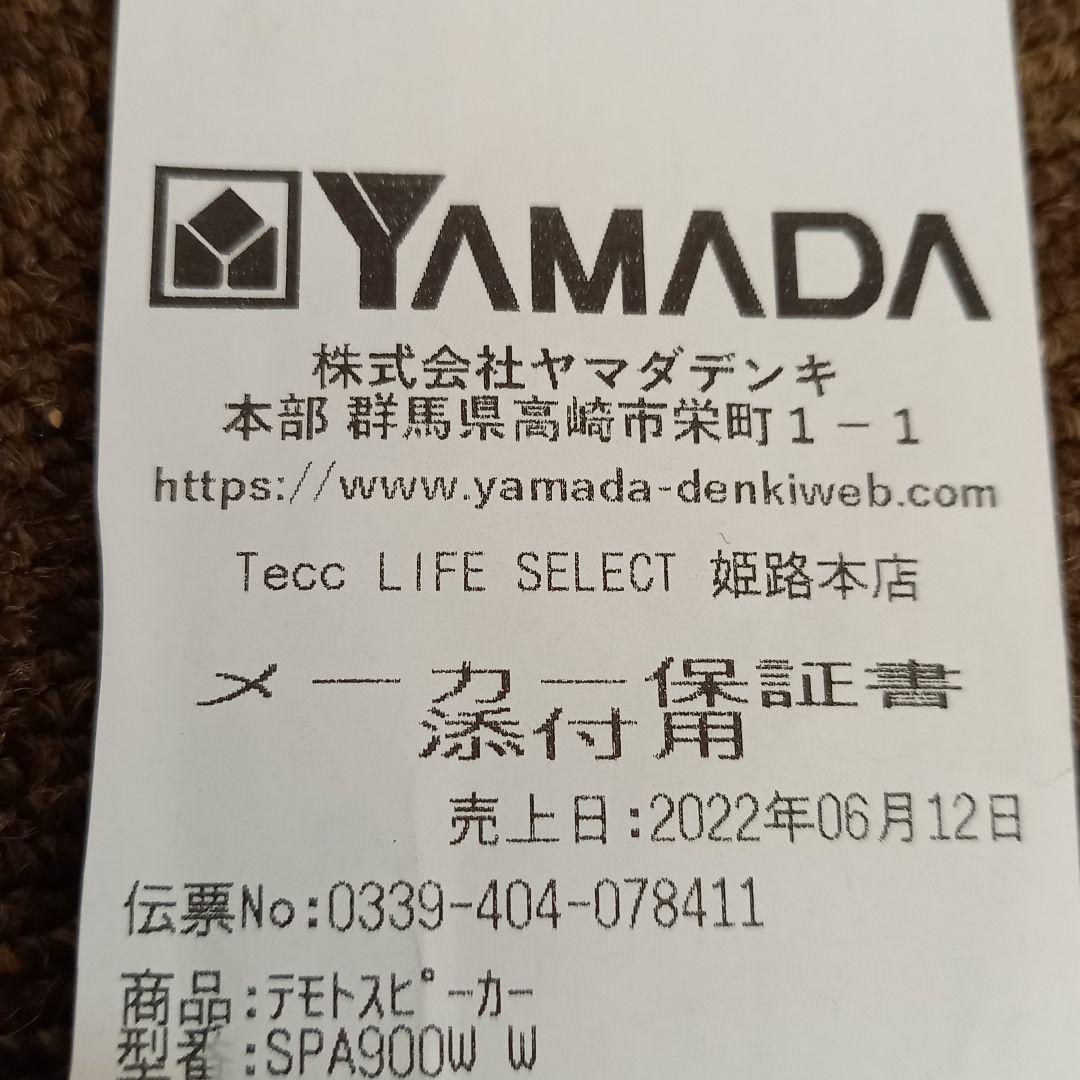 YAMADA
株式会社ヤマダデンキ
本部 群馬県高崎市栄町1-1
https://www.yamada-denkiweb.com
Tecc LIFE SELECT 姫路本店
メーカー保証書
添付用
売上日:2022年06月12日
伝票No:0339-404-078411
商品:ﾃﾓﾄｽﾋﾟｰｶｰ
型番:SPA900W W